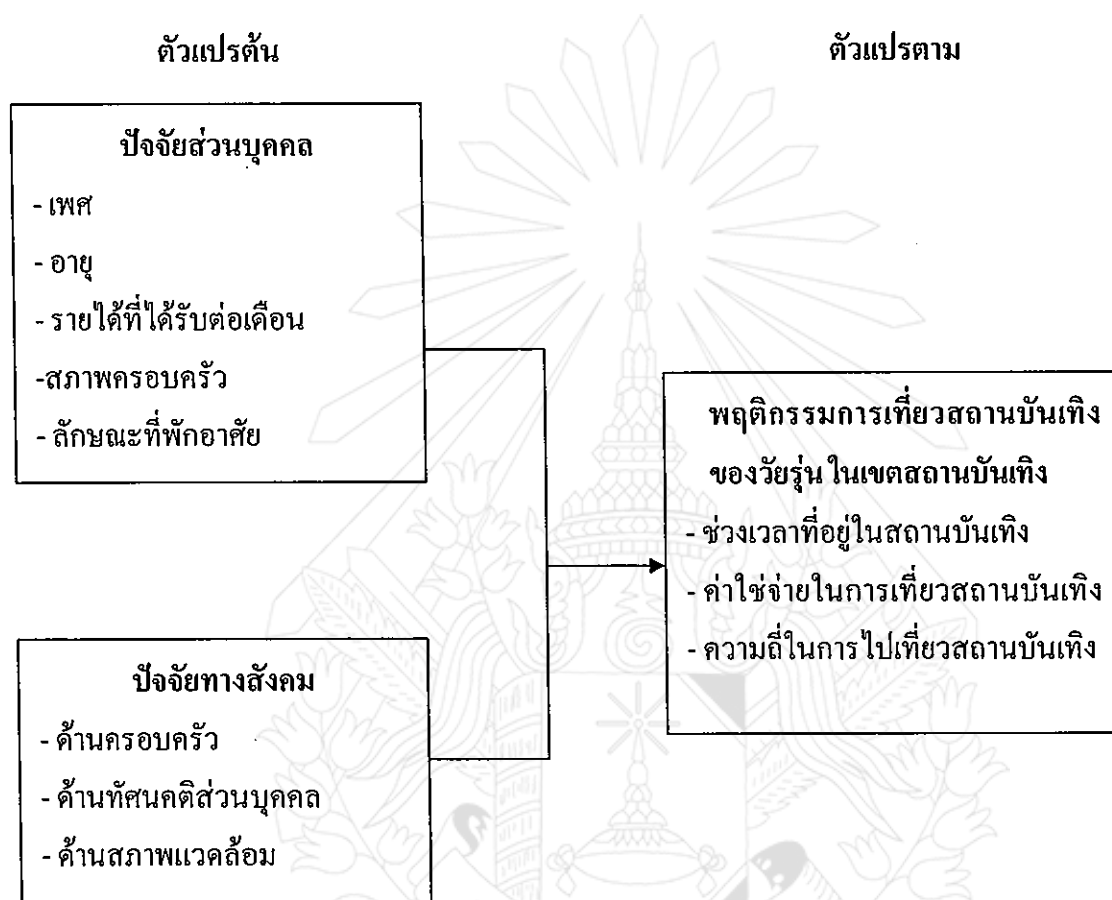 ตัวแปรต้น
ตัวแปรตาม
ปัจจัยส่วนบุคคล
- เพศ
- อายุ
- รายได้ที่ได้รับต่อเดือน
-สภาพครอบครัว
- ลักษณะที่พักอาศัย
พฤติกรรมการเที่ยวสถานบันเทิง
ของวัยรุ่น ในเขตสถานบันเทิง
- ช่วงเวลาที่อยู่ในสถานบันเทิง
- ค่าใช่จ่ายในการเที่ยวสถานบันเทิง
- ความถี่ในการไปเที่ยวสถานบันเทิง
ปัจจัยทางสังคม
- ด้านครอบครัว
- ด้านทัศนคติส่วนบุคคล
- ด้านสภาพแวดล้อม